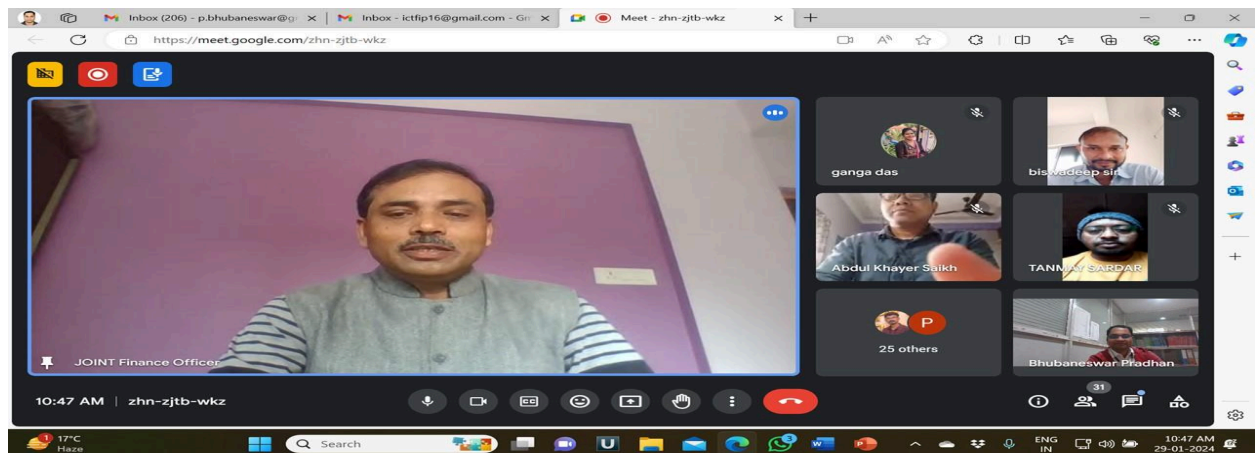 Inbox (206) - p.bhubaneswar@g
Inbox - ictfip16@gmail.com - Gm
Meet - zhn-zjtb-wkz
https://meet.google.com/zhn-zjtb-wkz
ganga das
biswadeep sir
Abdul Khayer Saikh
TANMAY SARDAR
P
25 others
Bhubaneswar Pradhan
JOINT Finance Officer
10:47 AM | zhn-zjtb-wkz
31
17°C
Haze
Search
ENG
IN
10:47 AM
29-01-2024